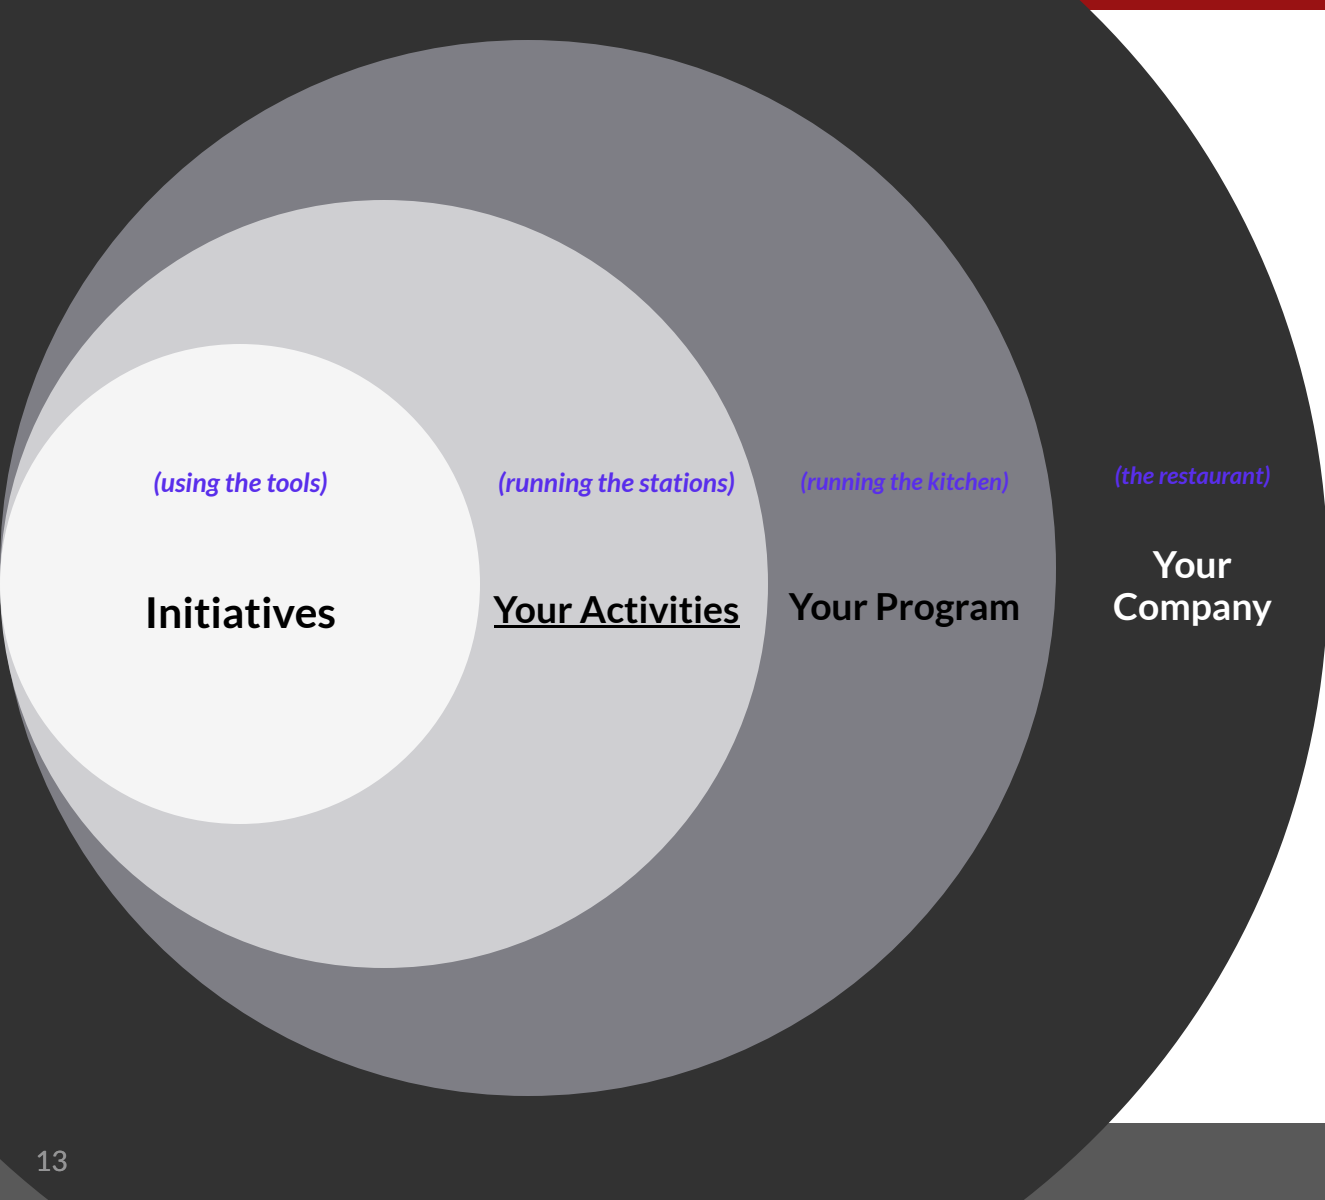 (using the tools)
Initiatives
(running the stations)
Your Activities
(running the kitchen)
Your Program
(the restaurant)
Your
Company
13